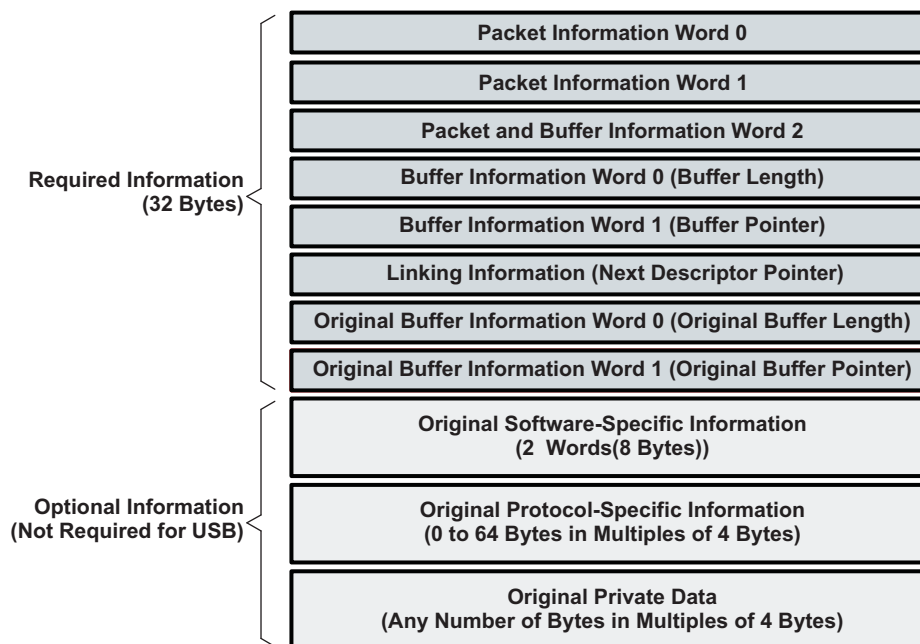 Packet Information Word 0
Packet Information Word 1
Packet and Buffer Information Word 2
Required Information
(32 Bytes)
Buffer Information Word 0 (Buffer Length)
Buffer Information Word 1 (Buffer Pointer)
Linking Information (Next Descriptor Pointer)
Original Buffer Information Word 0 (Original Buffer Length)
Original Buffer Information Word 1 (Original Buffer Pointer)
Original Software-Specific Information
(2 Words(8 Bytes))
Optional Information
(Not Required for USB)
Original Protocol-Specific Information
(0 to 64 Bytes in Multiples of 4 Bytes)
Original Private Data
(Any Number of Bytes in Multiples of 4 Bytes)